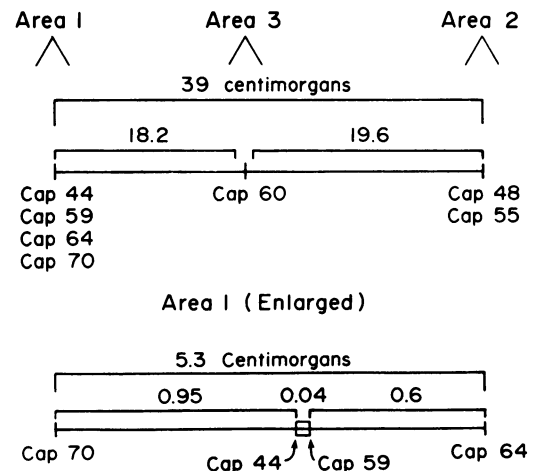 Area 1 Area 3 Area 2
39 centimorgans
18.2 19.6
Cap 44 Cap 60 Cap 48
Cap 59 Cap 55
Cap 64
Cap 70
Area 1 (Enlarged)
5.3 Centimorgans
0.95 0.04 0.6
Cap 70 Cap 44 Cap 59 Cap 64